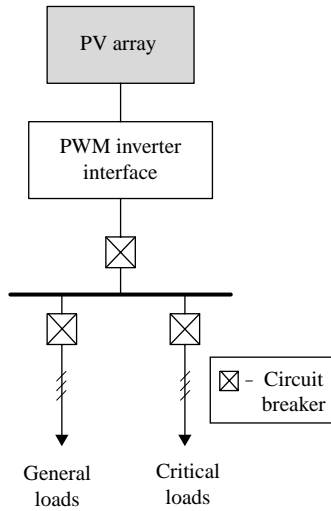 PV array
PWM inverter
interface
- Circuit
breaker
General
loads
Critical
loads